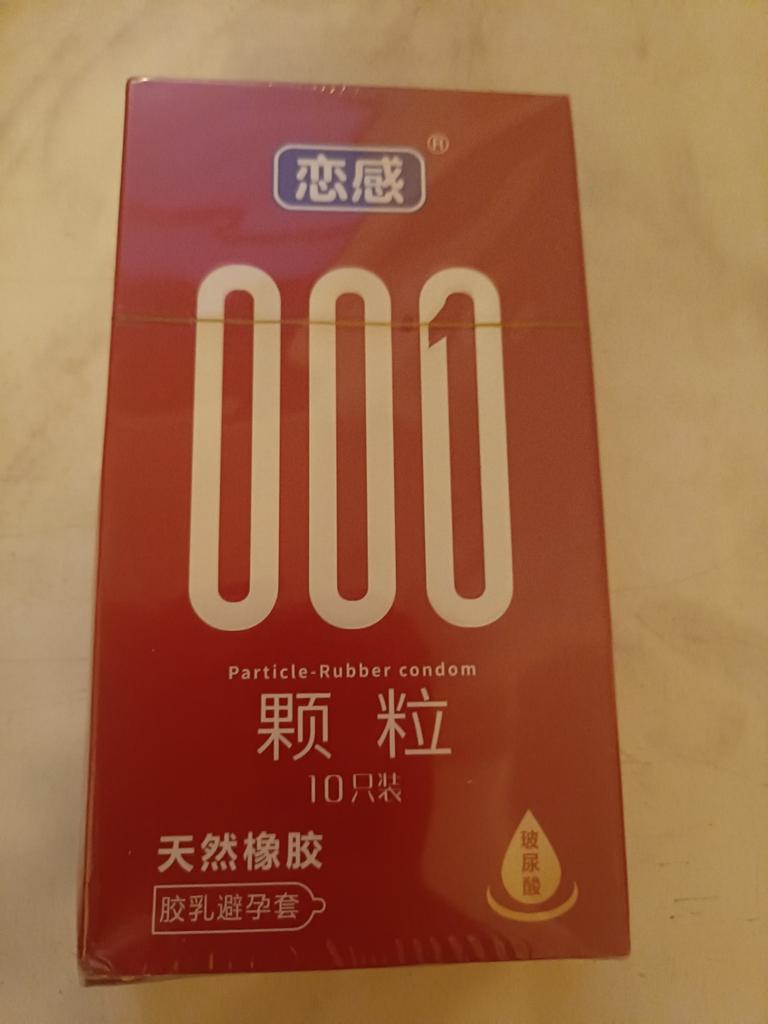 恋感®
001
Particle-Rubber condom
颗粒
10只装
天然橡胶
胶乳避孕套
玻尿酸